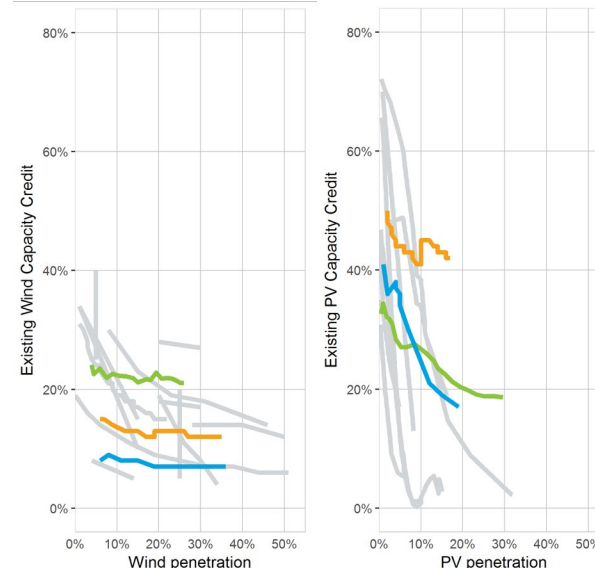 Existing Wind Capacity Credit
80%
60%
40%
20%
0%
0% 10% 20% 30% 40% 50%
Wind penetration
Existing PV Capacity Credit
80%
60%
40%
20%
0%
0% 10% 20% 30% 40% 50%
PV penetration